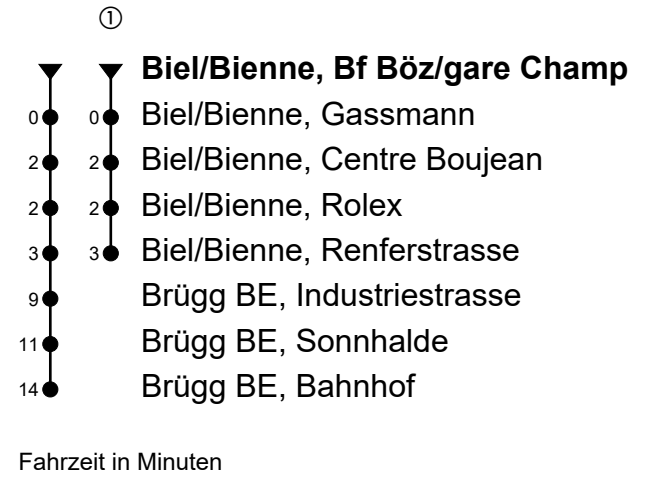 ①
Biel/Bienne, Bf Böz/gare Champ
0 0 Biel/Bienne, Gassmann
2 2 Biel/Bienne, Centre Boujean
2 2 Biel/Bienne, Rolex
3 3 Biel/Bienne, Renferstrasse
9 Brügg BE, Industriestrasse
11 Brügg BE, Sonnhalde
14 Brügg BE, Bahnhof
Fahrzeit in Minuten